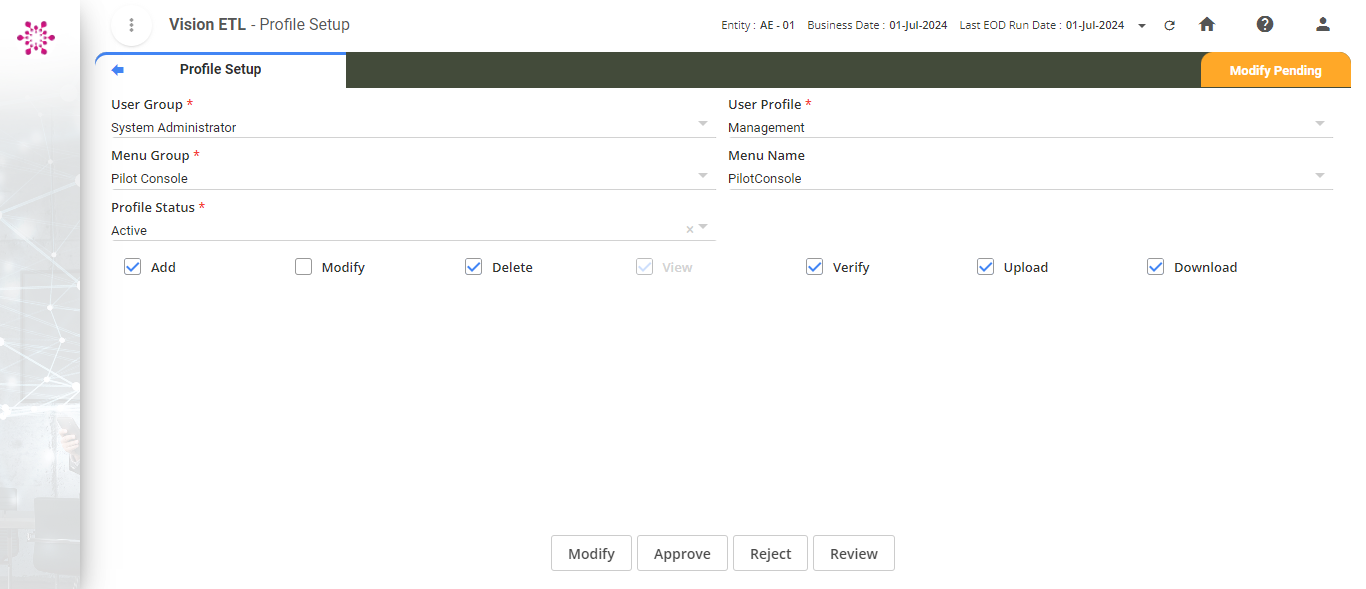 Vision ETL - Profile Setup
Entity : AE - 01 Business Date : 01-Jul-2024 Last EOD Run Date : 01-Jul-2024
Profile Setup
Modify Pending
User Group *
User Profile *
System Administrator
Management
Menu Group *
Menu Name
Pilot Console
PilotConsole
Profile Status *
Active
Add Modify Delete View Verify Upload Download
Modify Approve Reject Review